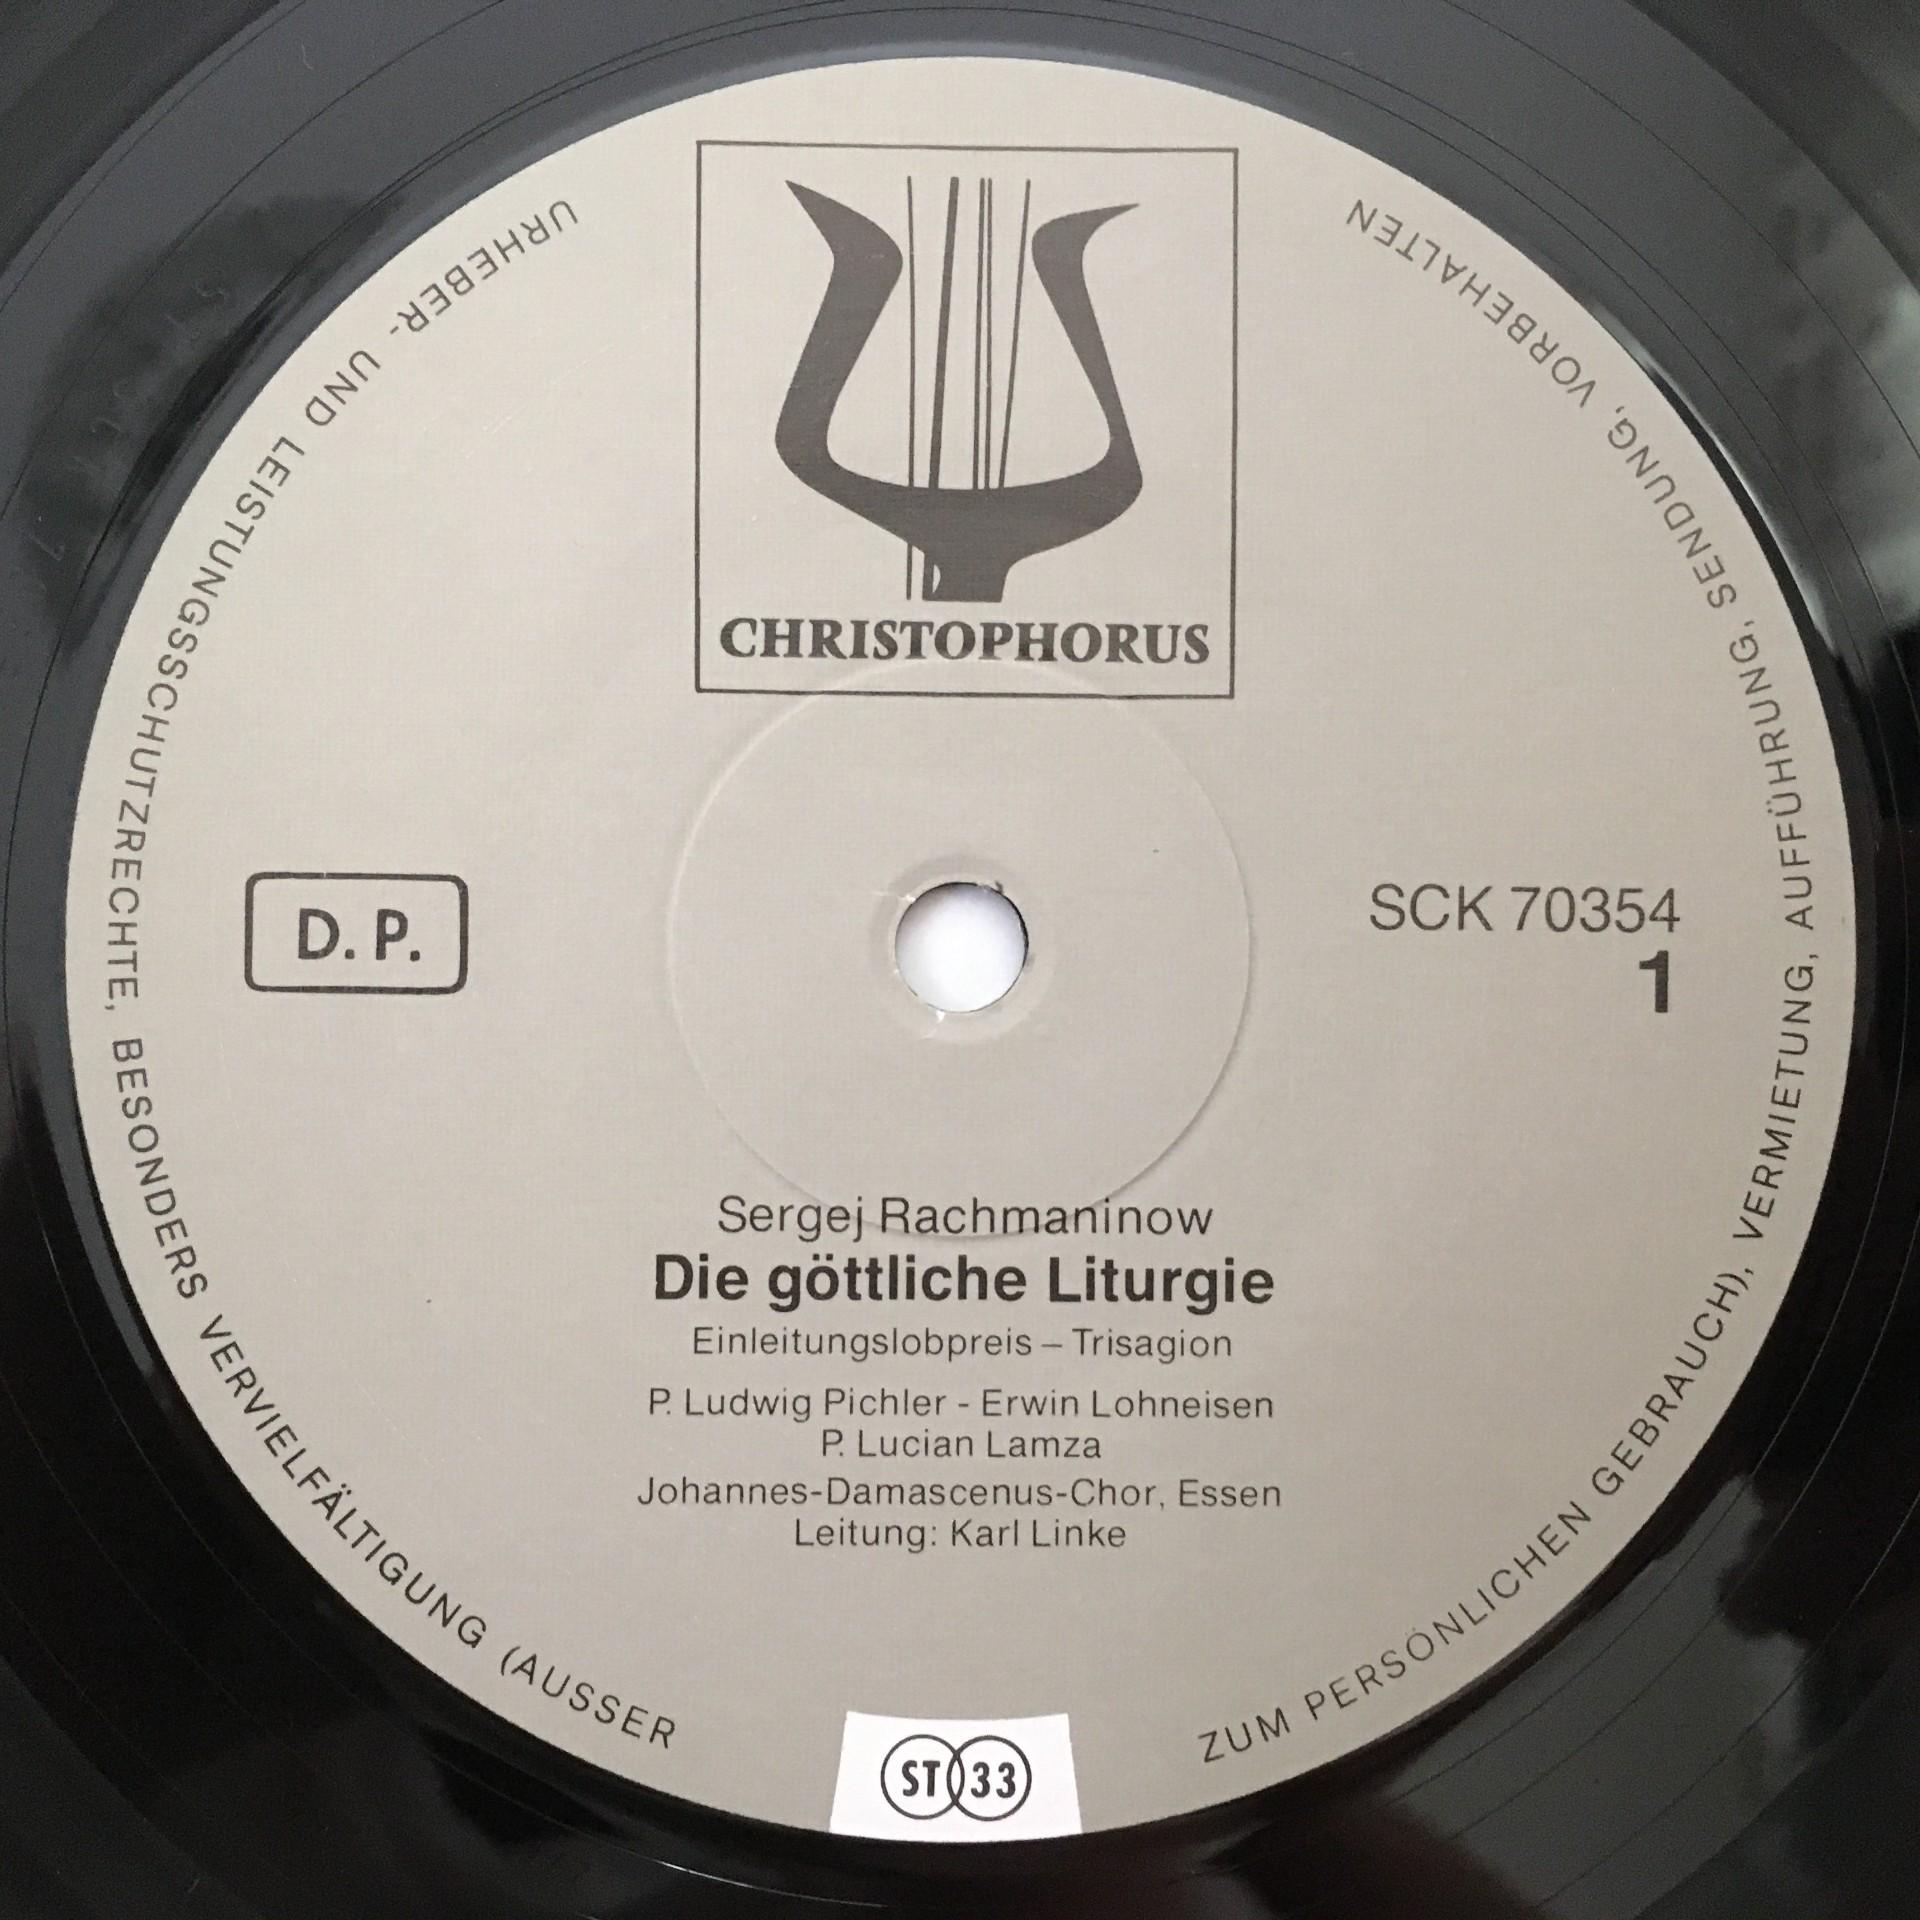 CHRISTOPHORUS
D. P.
SCK 70354
1
Sergej Rachmaninow
Die göttliche Liturgie
Einleitungslobpreis – Trisagion
P. Ludwig Pichler - Erwin Lohneisen
P. Lucian Lamza
Johannes-Damascenus-Chor, Essen
Leitung: Karl Linke
ST 33
URHEBER- UND LEISTUNGSSCHUTZRECHTE, BESONDERS VERVIELFÄLTIGUNG (AUSSER
ZUM PERSÖNLICHEN GEBRAUCH), VERMIETUNG, AUFFÜHRUNG, SENDUNG, VORBEHALTEN